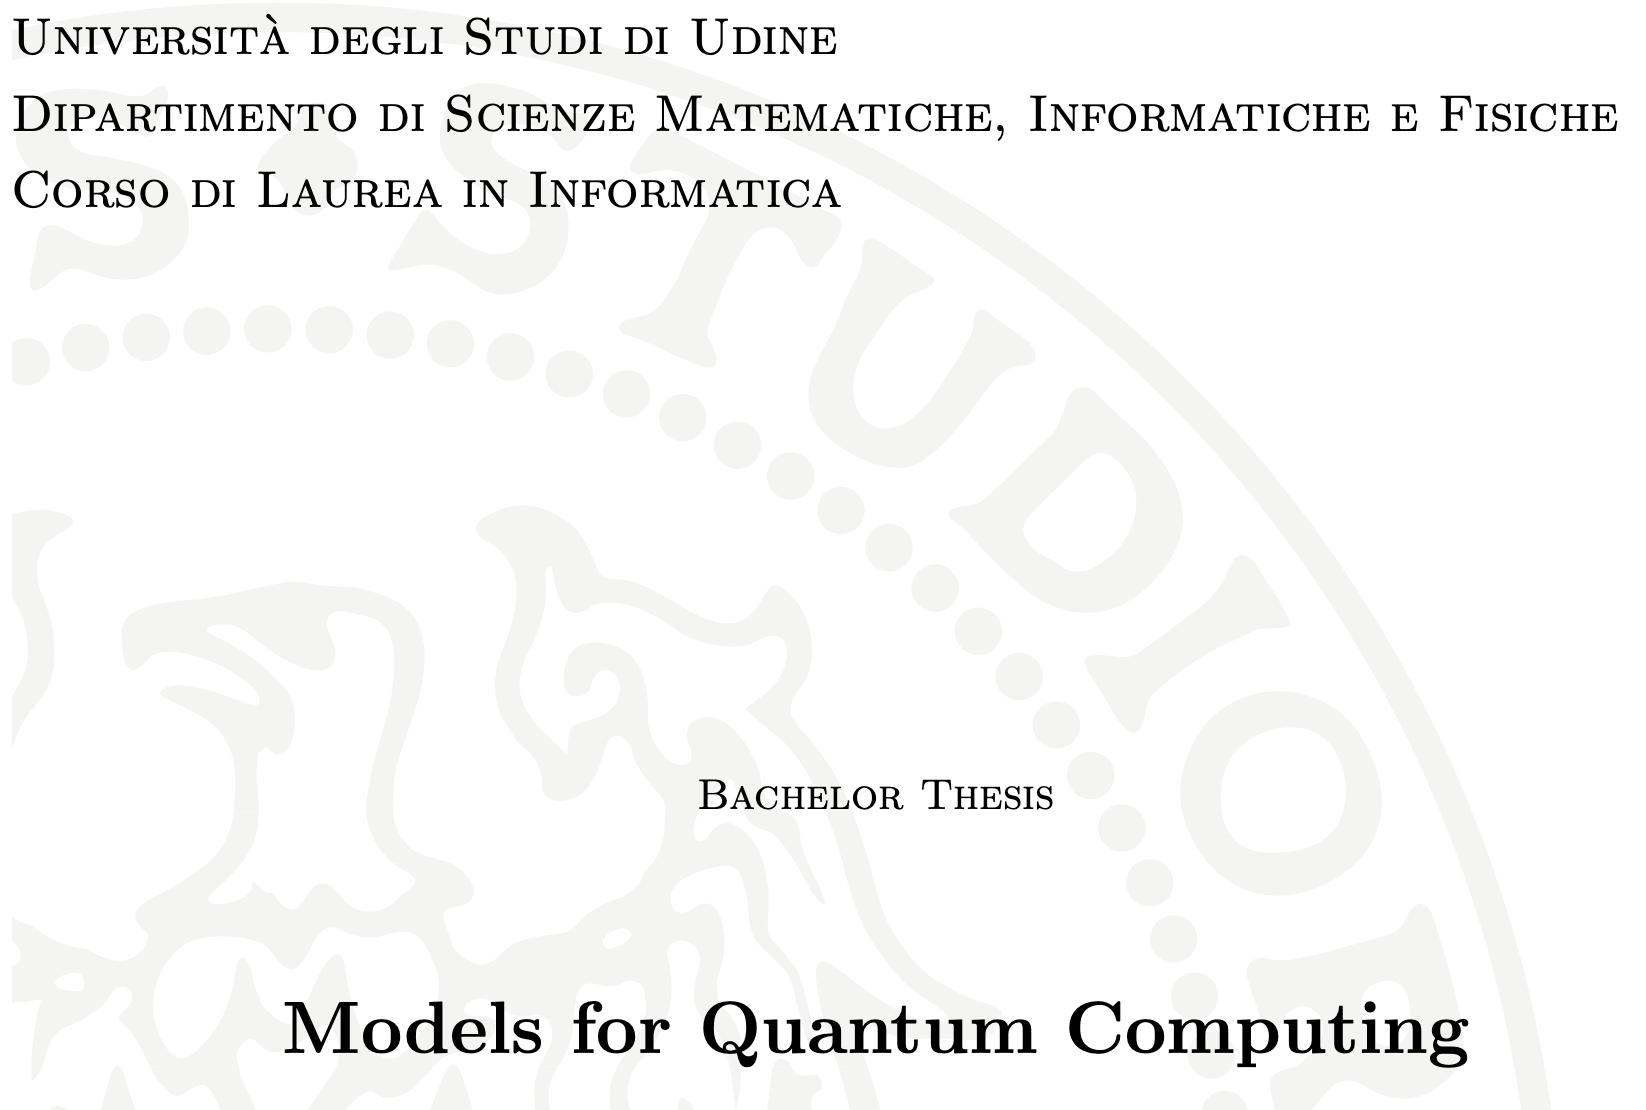 Università degli Studi di Udine
Dipartimento di Scienze Matematiche, Informatiche e Fisiche
Corso di Laurea in Informatica
S · STUDIO
Bachelor Thesis
Models for Quantum Computing